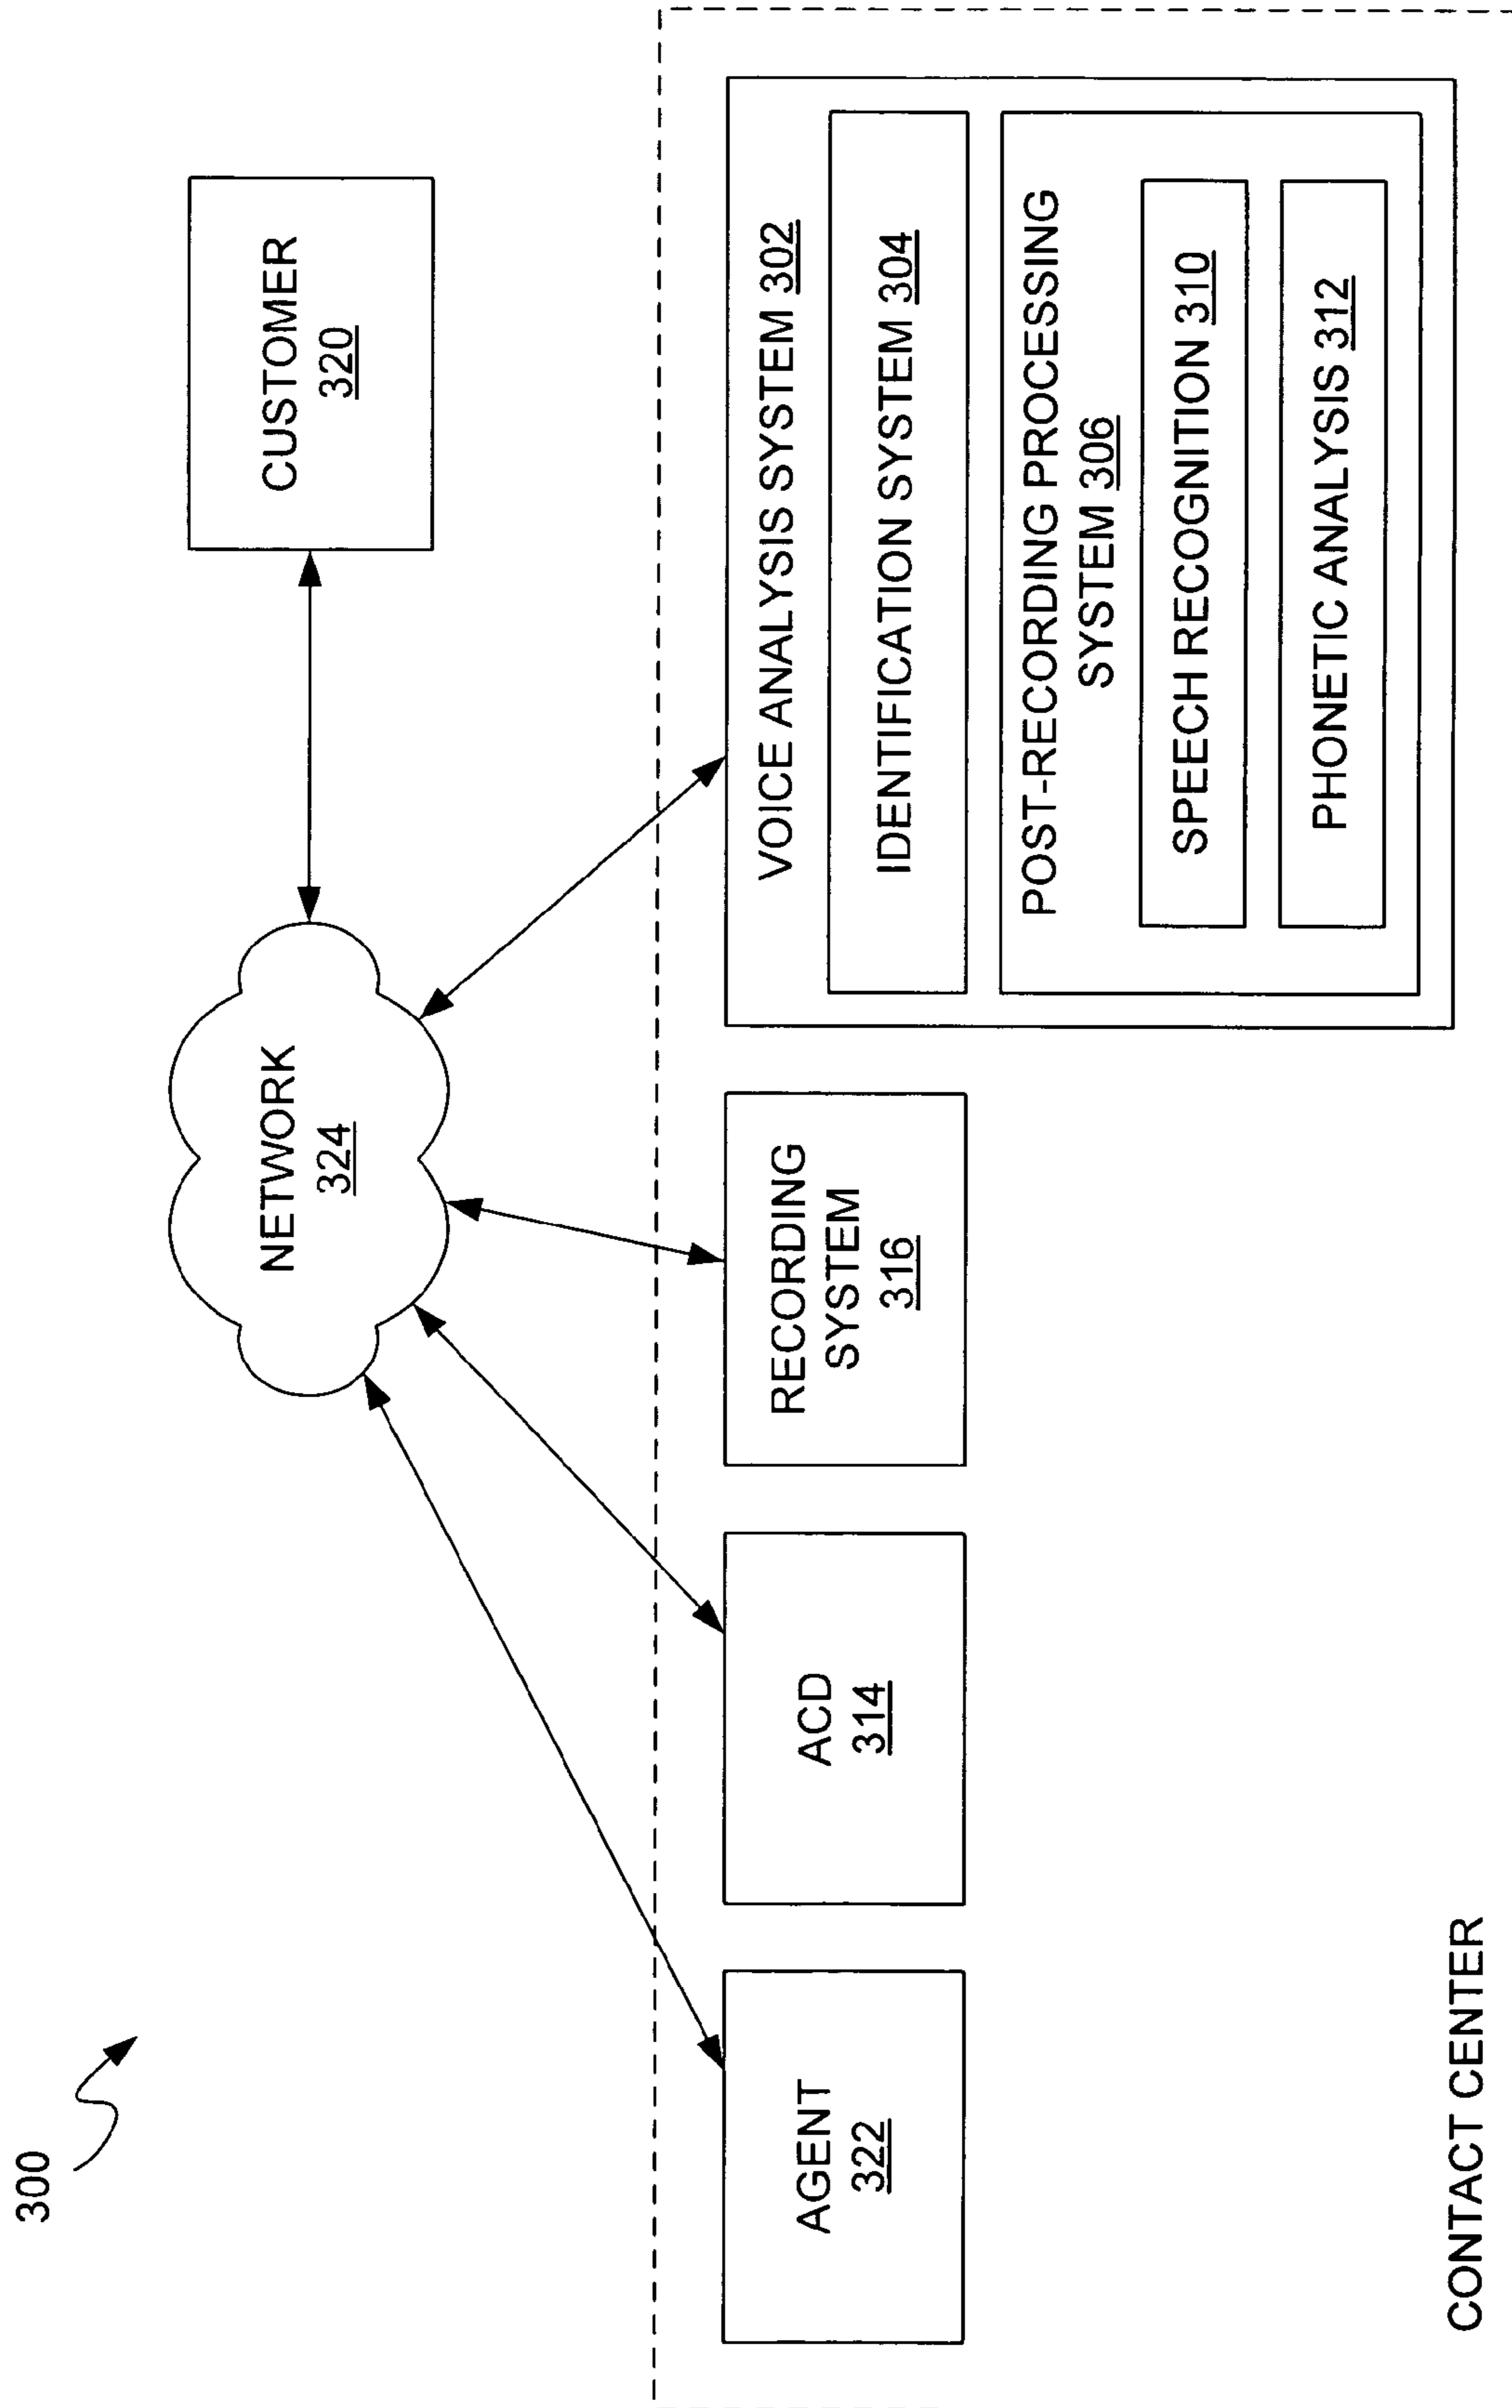 300
CUSTOMER
320
NETWORK
324
AGENT
322
ACD
314
RECORDING
SYSTEM
316
VOICE ANALYSIS SYSTEM 302
IDENTIFICATION SYSTEM 304
POST-RECORDING PROCESSING
SYSTEM 306
SPEECH RECOGNITION 310
PHONETIC ANALYSIS 312
CONTACT CENTER